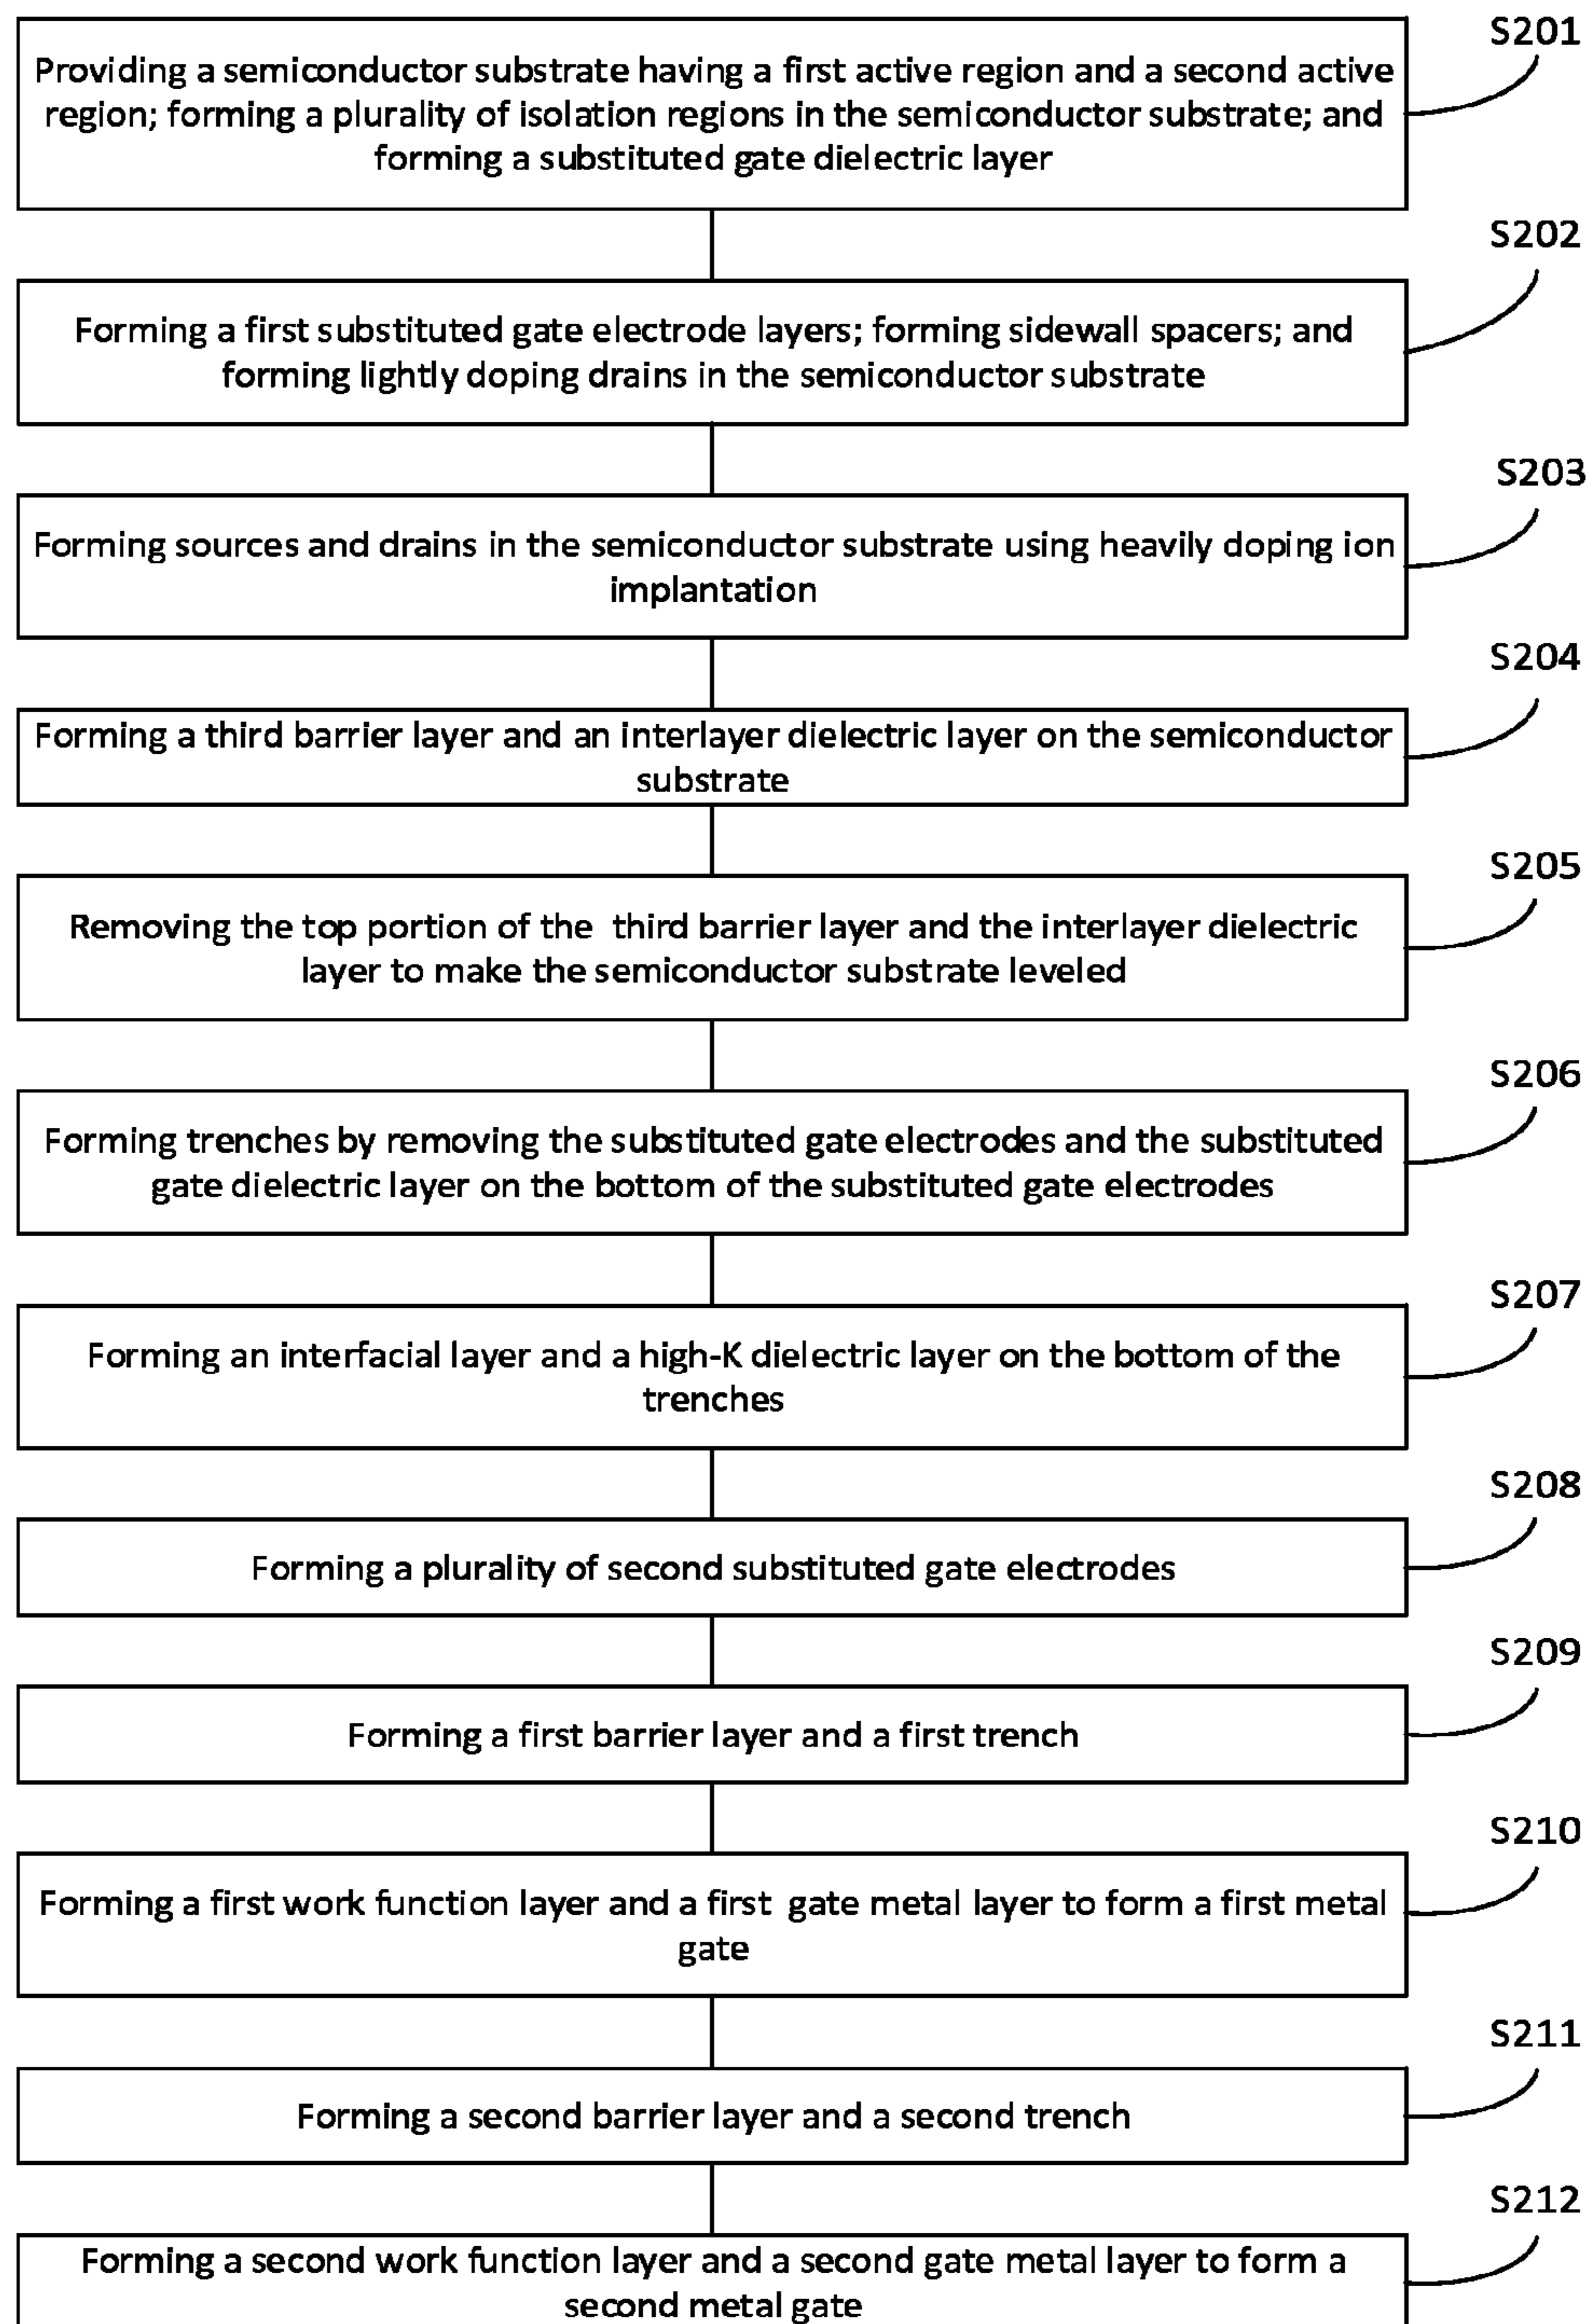 S201
Providing a semiconductor substrate having a first active region and a second active
region; forming a plurality of isolation regions in the semiconductor substrate; and
forming a substituted gate dielectric layer
S202
Forming a first substituted gate electrode layers; forming sidewall spacers; and
forming lightly doping drains in the semiconductor substrate
S203
Forming sources and drains in the semiconductor substrate using heavily doping ion
implantation
S204
Forming a third barrier layer and an interlayer dielectric layer on the semiconductor
substrate
S205
Removing the top portion of the third barrier layer and the interlayer dielectric
layer to make the semiconductor substrate leveled
S206
Forming trenches by removing the substituted gate electrodes and the substituted
gate dielectric layer on the bottom of the substituted gate electrodes
S207
Forming an interfacial layer and a high-K dielectric layer on the bottom of the
trenches
S208
Forming a plurality of second substituted gate electrodes
S209
Forming a first barrier layer and a first trench
S210
Forming a first work function layer and a first gate metal layer to form a first metal
gate
S211
Forming a second barrier layer and a second trench
S212
Forming a second work function layer and a second gate metal layer to form a
second metal gate